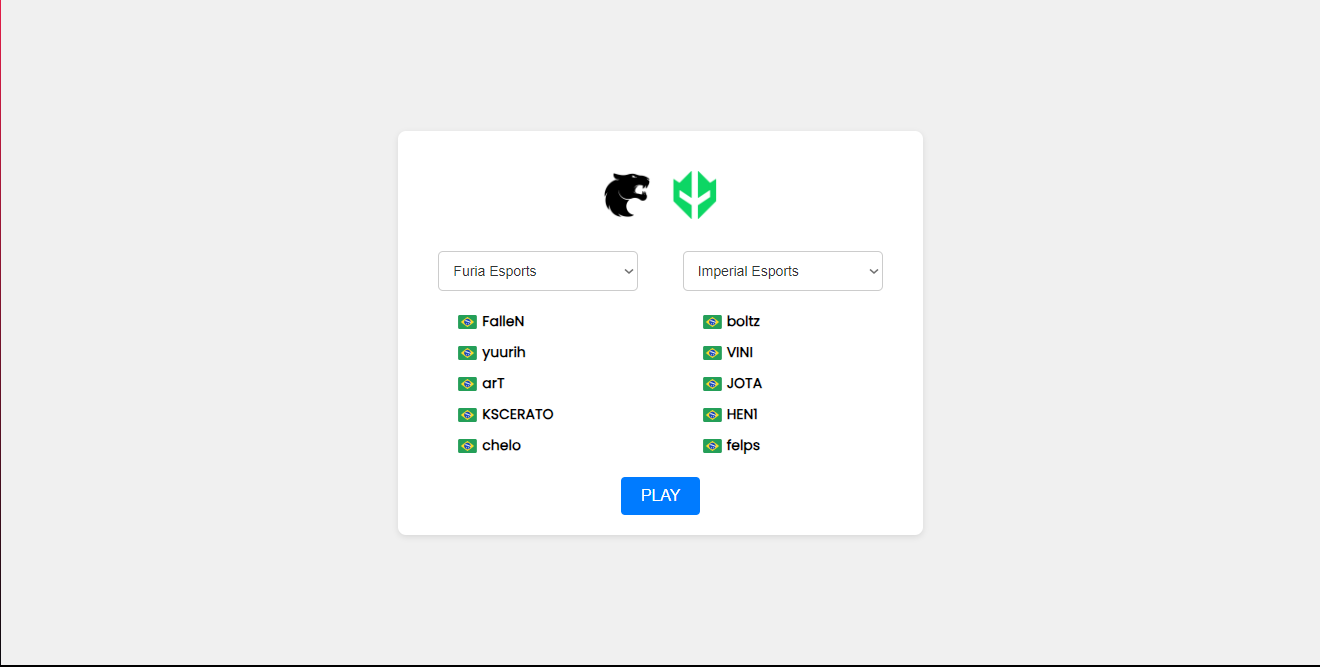 Furia Esports
Imperial Esports
FalleN
boltz
yuurih
VINI
arT
JOTA
KSCERATO
HEN1
chelo
felps
PLAY